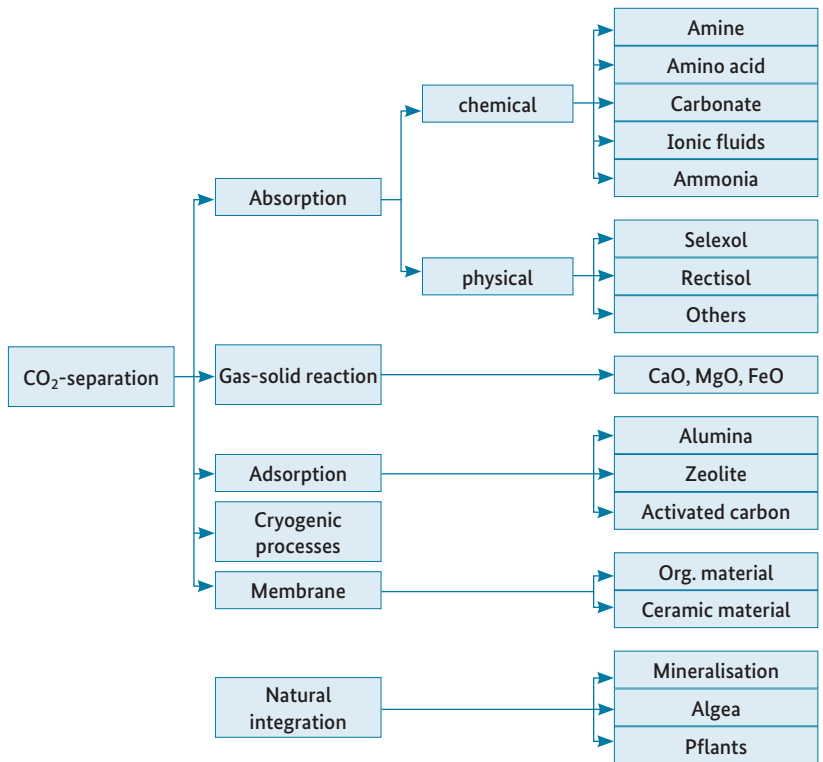 CO₂-separation
Absorption
chemical
Amine
Amino acid
Carbonate
Ionic fluids
Ammonia
physical
Selexol
Rectisol
Others
Gas-solid reaction
CaO, MgO, FeO
Adsorption
Alumina
Zeolite
Activated carbon
Cryogenic
processes
Membrane
Org. material
Ceramic material
Natural
integration
Mineralisation
Algea
Pflants